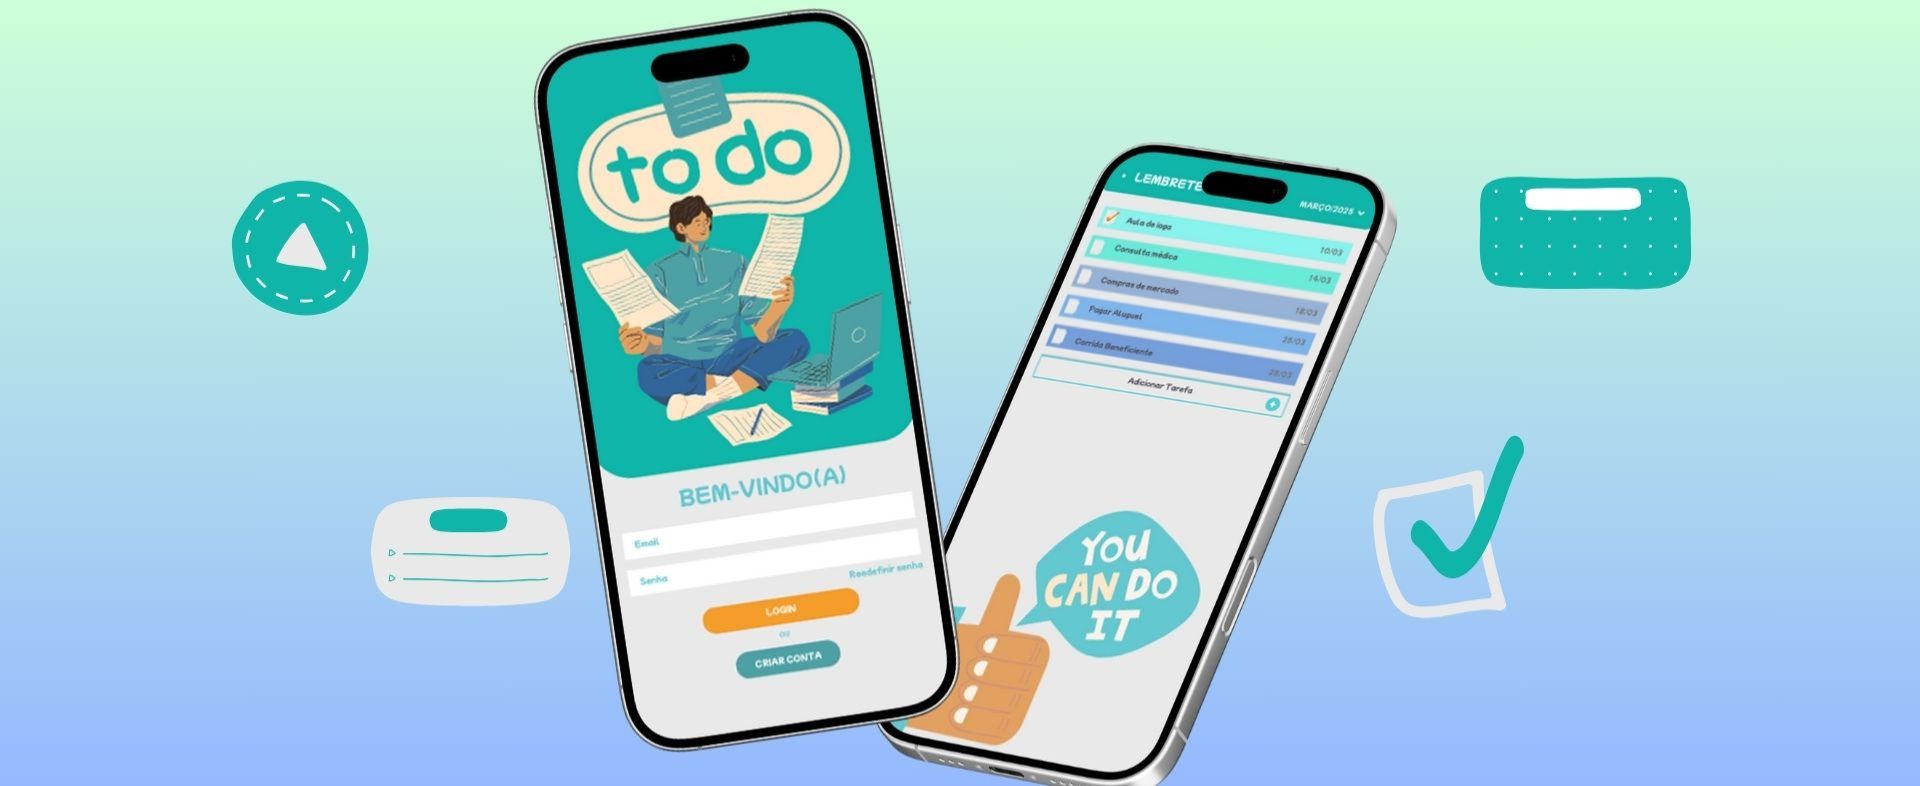 to do
BEM-VINDO(A)
Email
Senha
Reedefinir senha
LOGIN
ou
CRIAR CONTA
LEMBRETE
MARÇO/2025
Aula de ioga 10/03
Consulta médica 14/03
Compras de mercado 18/03
Pagar Aluguel 25/03
Corrida Beneficiente 28/03
Adicionar Tarefa
YOU
CAN DO
IT